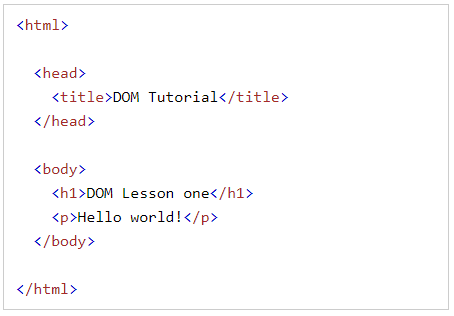 <html>
<head>
<title>DOM Tutorial</title>
</head>
<body>
<h1>DOM Lesson one</h1>
<p>Hello world!</p>
</body>
</html>